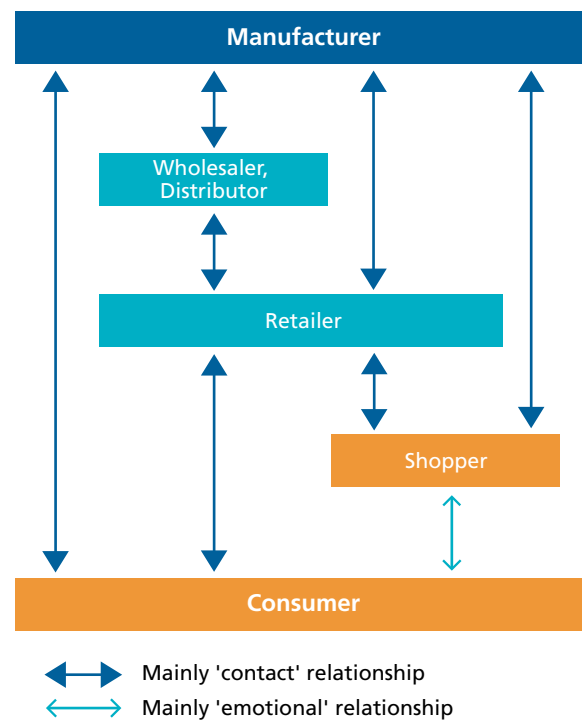 Manufacturer
Wholesaler,
Distributor
Retailer
Shopper
Consumer
Mainly 'contact' relationship
Mainly 'emotional' relationship